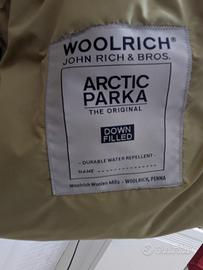 WOOLRICH®
JOHN RICH & BROS.
ARCTIC
PARKA
THE ORIGINAL
DOWN
FILLED
- DURABLE WATER REPELLENT -
NAME
Woolrich Woolen Mills - WOOLRICH, PENNA
subito